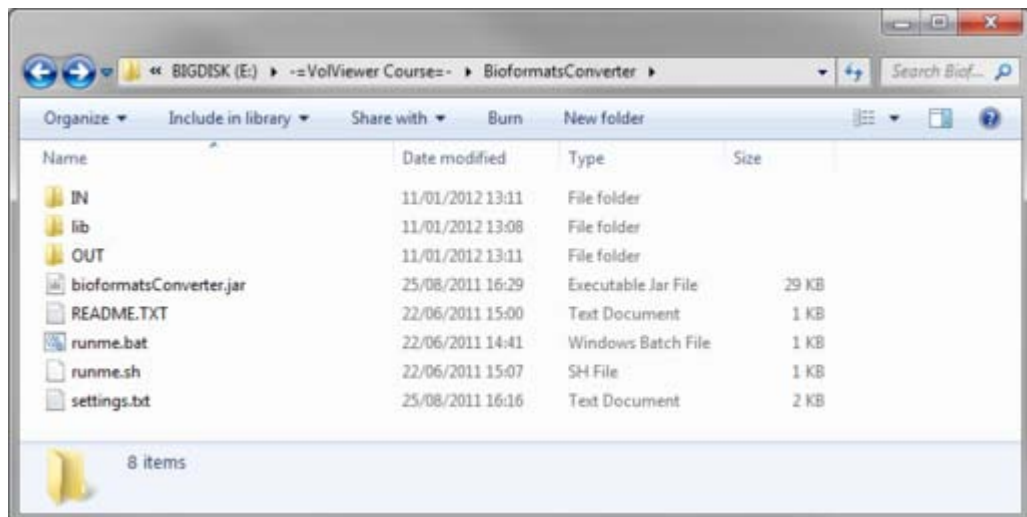 « BIGDISK (E:) ▸ -=VolViewer Course=- ▸ BioformatsConverter ▸ Search Biof...
Organize Include in library Share with Burn New folder
Name Date modified Type Size
IN 11/01/2012 13:11 File folder
lib 11/01/2012 13:08 File folder
OUT 11/01/2012 13:11 File folder
bioformatsConverter.jar 25/08/2011 16:29 Executable Jar File 29 KB
README.TXT 22/06/2011 15:00 Text Document 1 KB
runme.bat 22/06/2011 14:41 Windows Batch File 1 KB
runme.sh 22/06/2011 15:07 SH File 1 KB
settings.txt 25/08/2011 16:16 Text Document 2 KB
8 items